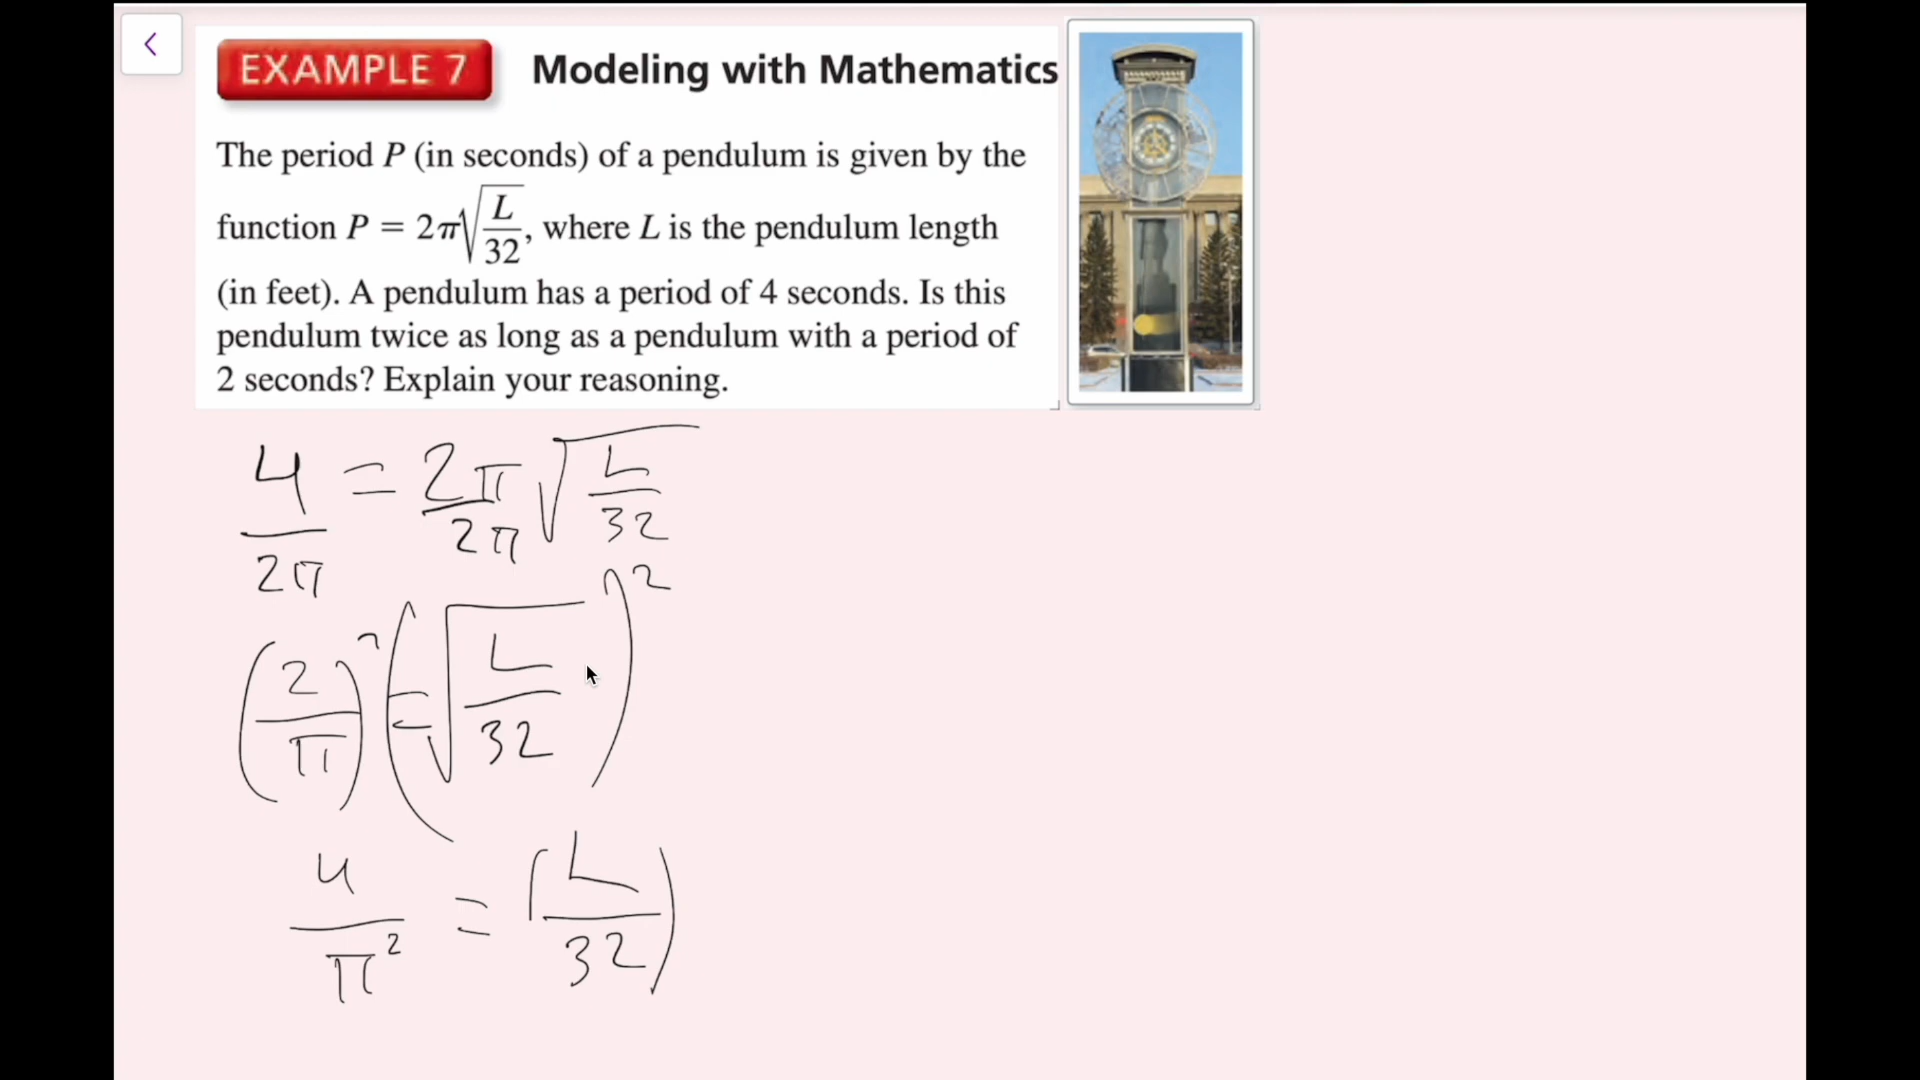 EXAMPLE 7 Modeling with Mathematics
The period P (in seconds) of a pendulum is given by the
function P = 2π√(L/32), where L is the pendulum length
(in feet). A pendulum has a period of 4 seconds. Is this
pendulum twice as long as a pendulum with a period of
2 seconds? Explain your reasoning.
4/2π = 2π/2π √(L/32)
(2/π)² = (√(L/32))²
4/π² = (L/32)